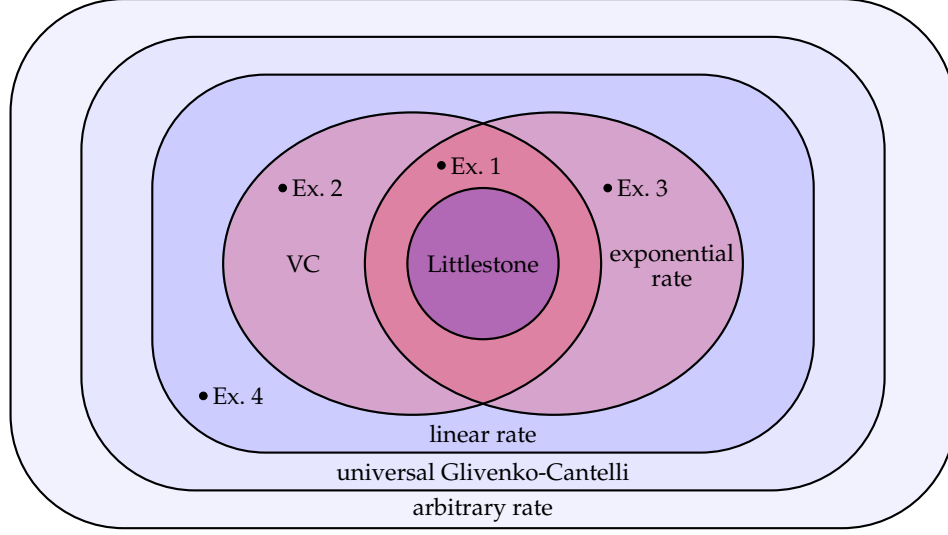 Ex. 1
Ex. 2
Ex. 3
VC
Littlestone
exponential
rate
Ex. 4
linear rate
universal Glivenko-Cantelli
arbitrary rate